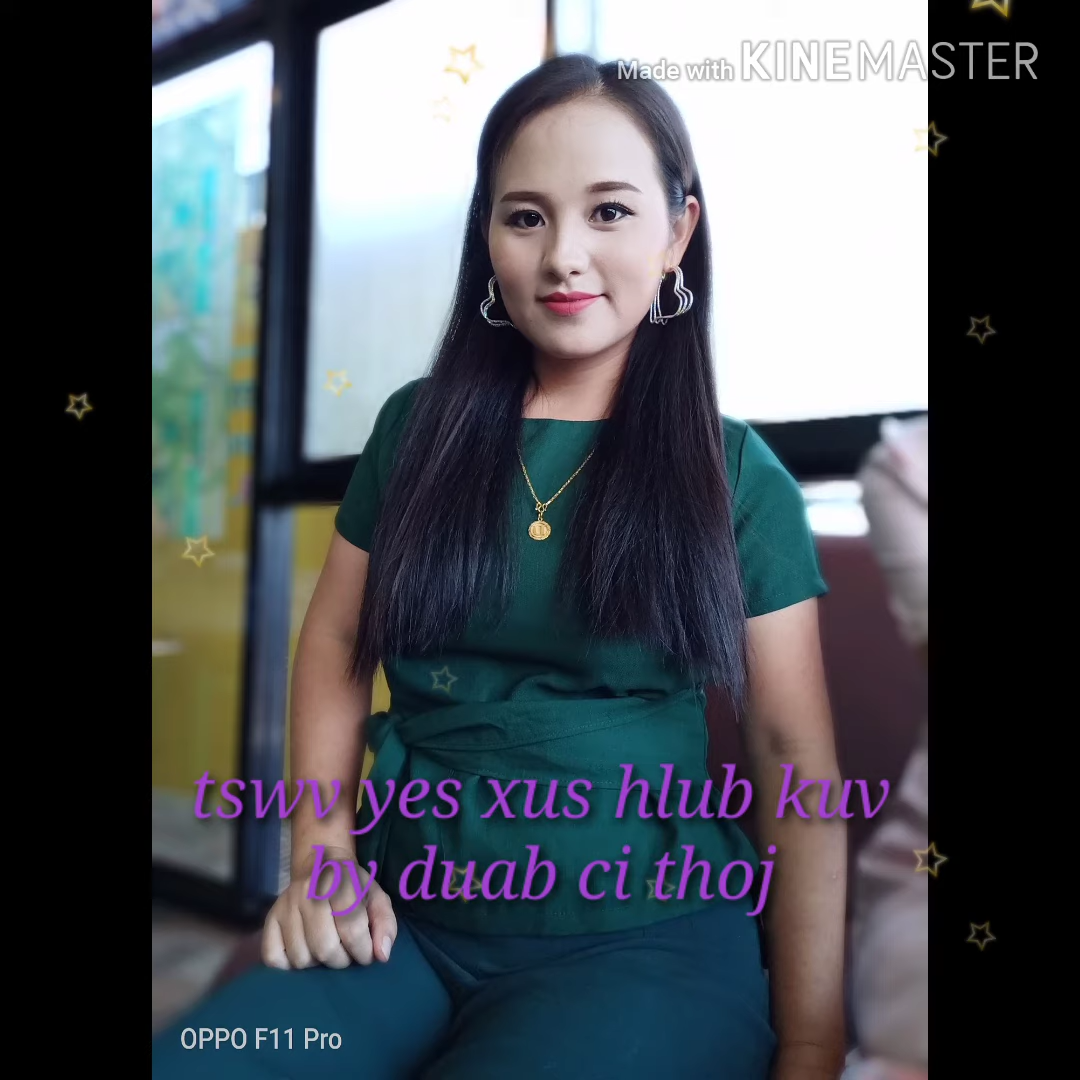 Made with KINEMASTER
tswv yes xus hlub kuv
by duab ci thoj
OPPO F11 Pro